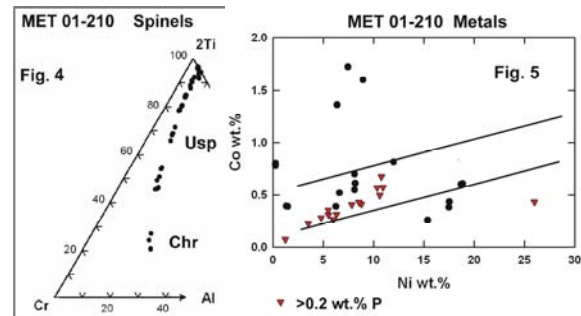 MET 01-210 Spinels
2Ti
100
Fig. 4
80
Usp
60
40
Chr
20
20
40
Cr
Al
MET 01-210 Metals
2.0
Fig. 5
1.5
Co wt.%
1.0
0.5
0.0
0 5 10 15 20 25 30
Ni wt.%
>0.2 wt.% P